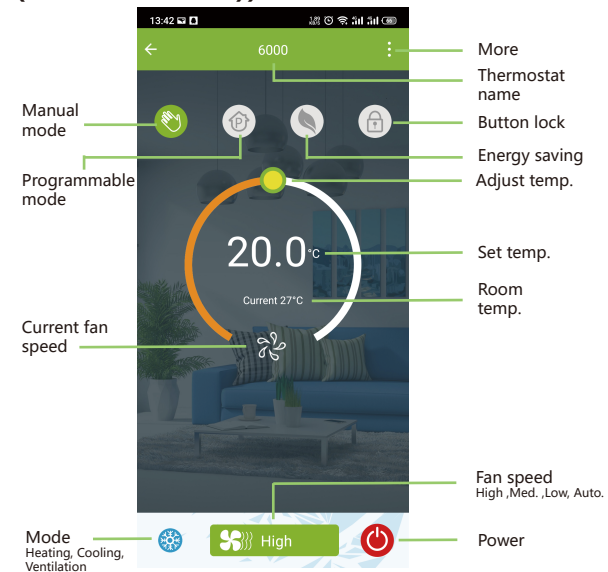 13:42
6000
More
Thermostat
name
Manual
mode
Button lock
Energy saving
Programmable
mode
Adjust temp.
20.0°C
Set temp.
Current 27°C
Room
temp.
Current fan
speed
Fan speed
High ,Med. ,Low, Auto.
Mode
Heating, Cooling,
Ventilation
High
Power